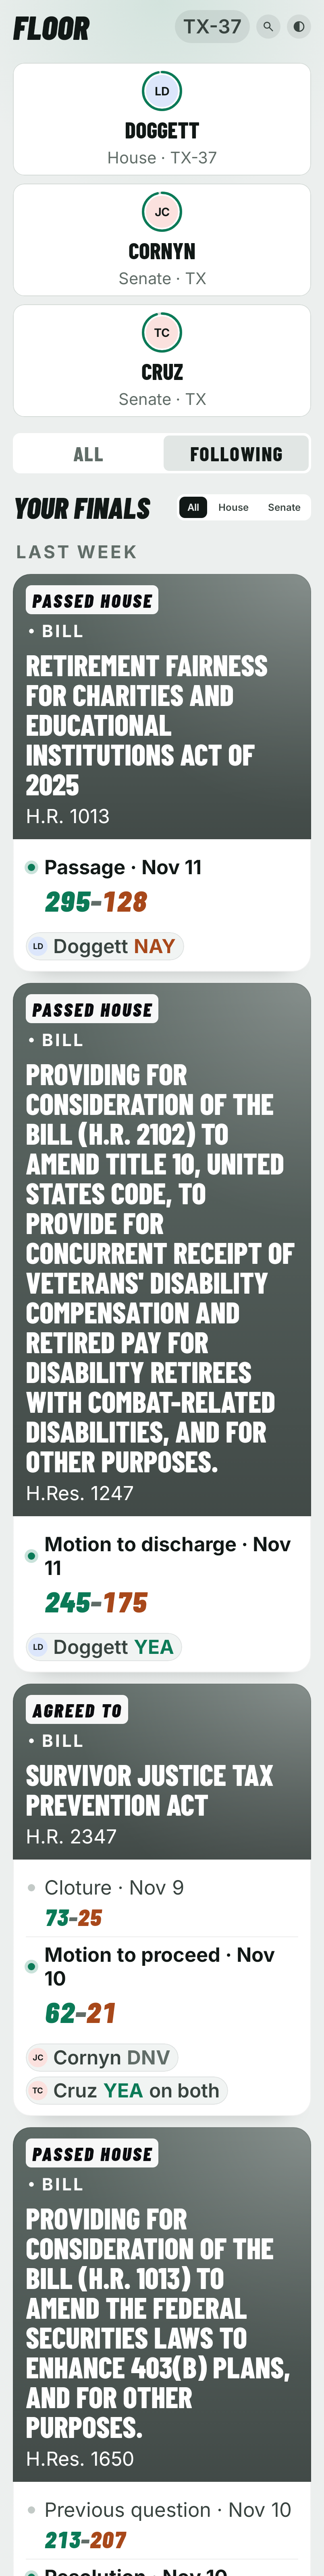 FLOOR
TX-37
LD
DOGGETT
House · TX-37
JC
CORNYN
Senate · TX
TC
CRUZ
Senate · TX
ALL
FOLLOWING
YOUR FINALS
All
House
Senate
LAST WEEK
PASSED HOUSE
• BILL
RETIREMENT FAIRNESS
FOR CHARITIES AND
EDUCATIONAL
INSTITUTIONS ACT OF
2025
H.R. 1013
Passage · Nov 11
295-128
LD Doggett NAY
PASSED HOUSE
• BILL
PROVIDING FOR
CONSIDERATION OF THE
BILL (H.R. 2102) TO
AMEND TITLE 10, UNITED
STATES CODE, TO
PROVIDE FOR
CONCURRENT RECEIPT OF
VETERANS' DISABILITY
COMPENSATION AND
RETIRED PAY FOR
DISABILITY RETIREES
WITH COMBAT-RELATED
DISABILITIES, AND FOR
OTHER PURPOSES.
H.Res. 1247
Motion to discharge · Nov
11
245-175
LD Doggett YEA
AGREED TO
• BILL
SURVIVOR JUSTICE TAX
PREVENTION ACT
H.R. 2347
Cloture · Nov 9
73-25
Motion to proceed · Nov
10
62-21
JC Cornyn DNV
TC Cruz YEA on both
PASSED HOUSE
• BILL
PROVIDING FOR
CONSIDERATION OF THE
BILL (H.R. 1013) TO
AMEND THE FEDERAL
SECURITIES LAWS TO
ENHANCE 403(B) PLANS,
AND FOR OTHER
PURPOSES.
H.Res. 1650
Previous question · Nov 10
213-207
Resolution · Nov 10